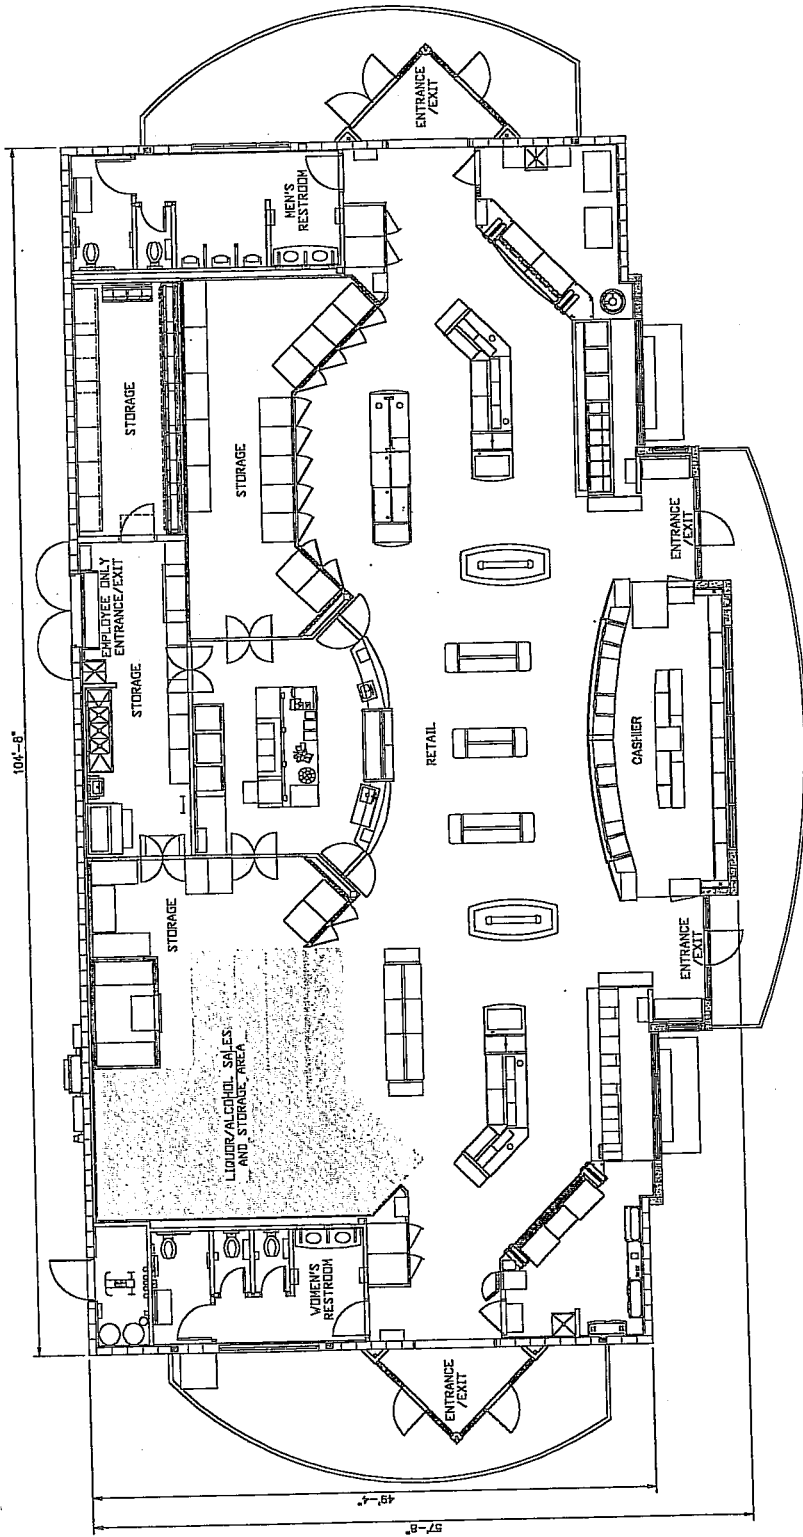 104'-8"
EMPLOYEE ONLY
ENTRANCE/EXIT
STORAGE
STORAGE
STORAGE
STORAGE
MEN'S
RESTROOM
ENTRANCE
/EXIT
LIQUOR/ALCOHOL SALES
AND STORAGE AREA
WOMEN'S
RESTROOM
RETAIL
CASHIER
ENTRANCE
/EXIT
ENTRANCE
/EXIT
ENTRANCE
/EXIT
49'-4"
57'-8"